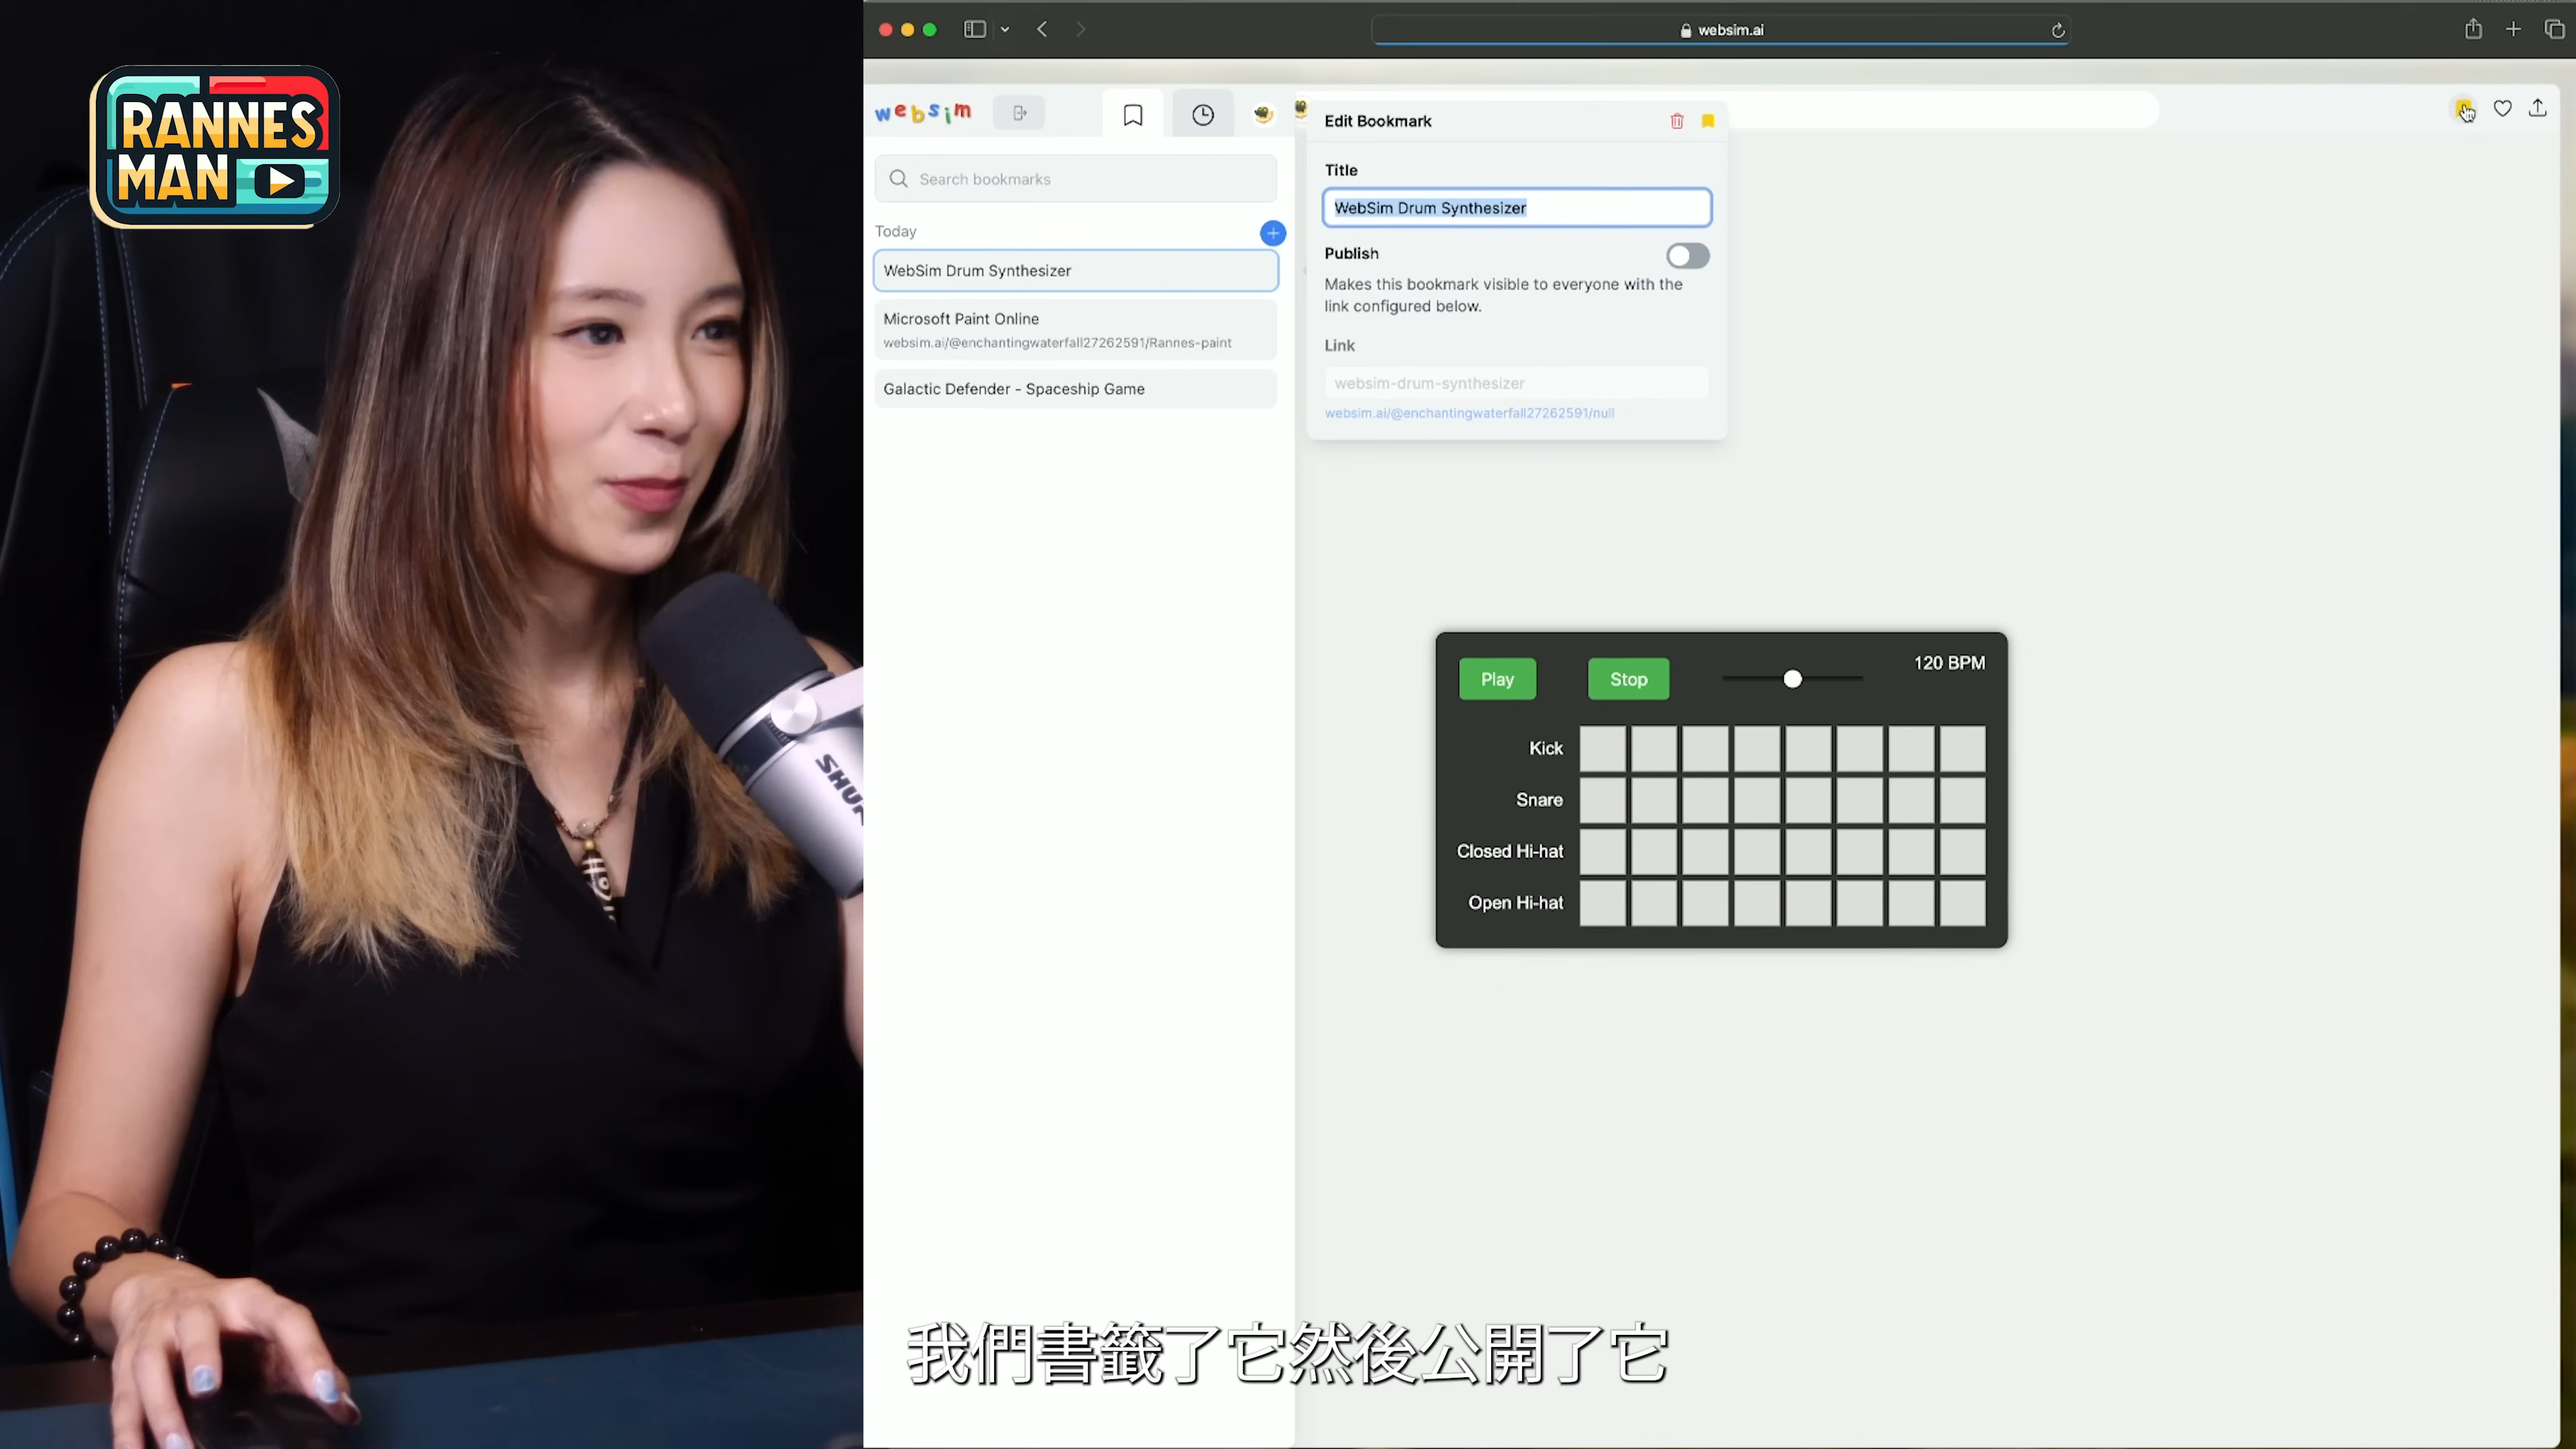 RANNES
MAN
SHUR
websim.ai
websim
Search bookmarks
Today
WebSim Drum Synthesizer
Microsoft Paint Online
websim.ai/@enchantingwaterfall27262591/Rannes-paint
Galactic Defender - Spaceship Game
Edit Bookmark
Title
WebSim Drum Synthesizer
Publish
Makes this bookmark visible to everyone with the
link configured below.
Link
websim-drum-synthesizer
websim.ai/@enchantingwaterfall27262591/null
Play
Stop
120 BPM
Kick
Snare
Closed Hi-hat
Open Hi-hat
我們書籤了它然後公開了它